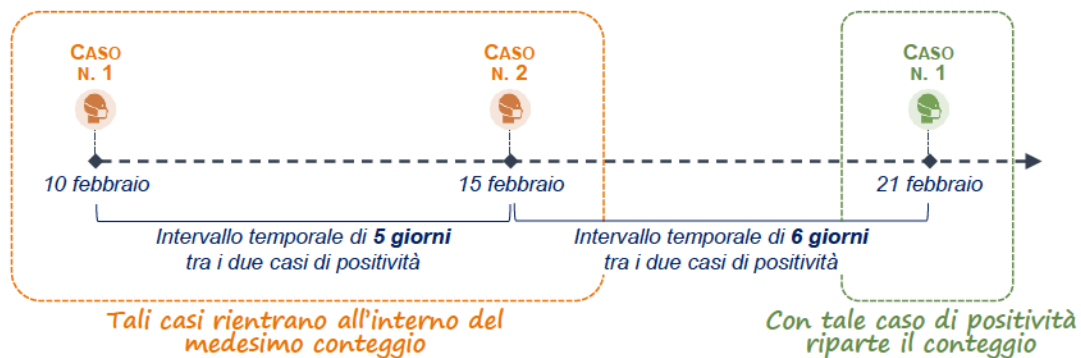 CASO
N. 1
CASO
N. 2
CASO
N. 1
10 febbraio
15 febbraio
21 febbraio
Intervallo temporale di 5 giorni
tra i due casi di positività
Intervallo temporale di 6 giorni
tra i due casi di positività
Tali casi rientrano all'interno del
medesimo conteggio
Con tale caso di positività
riparte il conteggio